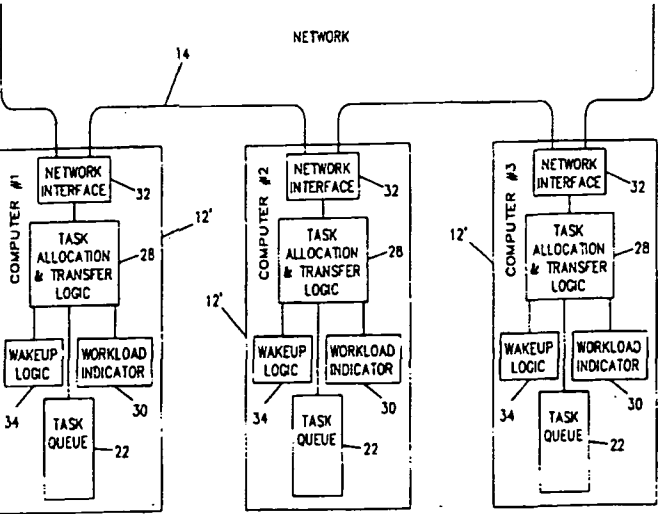 NETWORK
14
COMPUTER #1
NETWORK
INTERFACE
32
12'
TASK
ALLOCATION
& TRANSFER
LOGIC
28
WAKEUP
LOGIC
34
WORKLOAD
INDICATOR
30
TASK
QUEUE
22
COMPUTER #2
NETWORK
INTERFACE
32
12'
TASK
ALLOCATION
& TRANSFER
LOGIC
28
WAKEUP
LOGIC
34
WORKLOAD
INDICATOR
30
TASK
QUEUE
22
COMPUTER #3
NETWORK
INTERFACE
32
12'
TASK
ALLOCATION
& TRANSFER
LOGIC
28
WAKEUP
LOGIC
34
WORKLOAD
INDICATOR
30
TASK
QUEUE
22